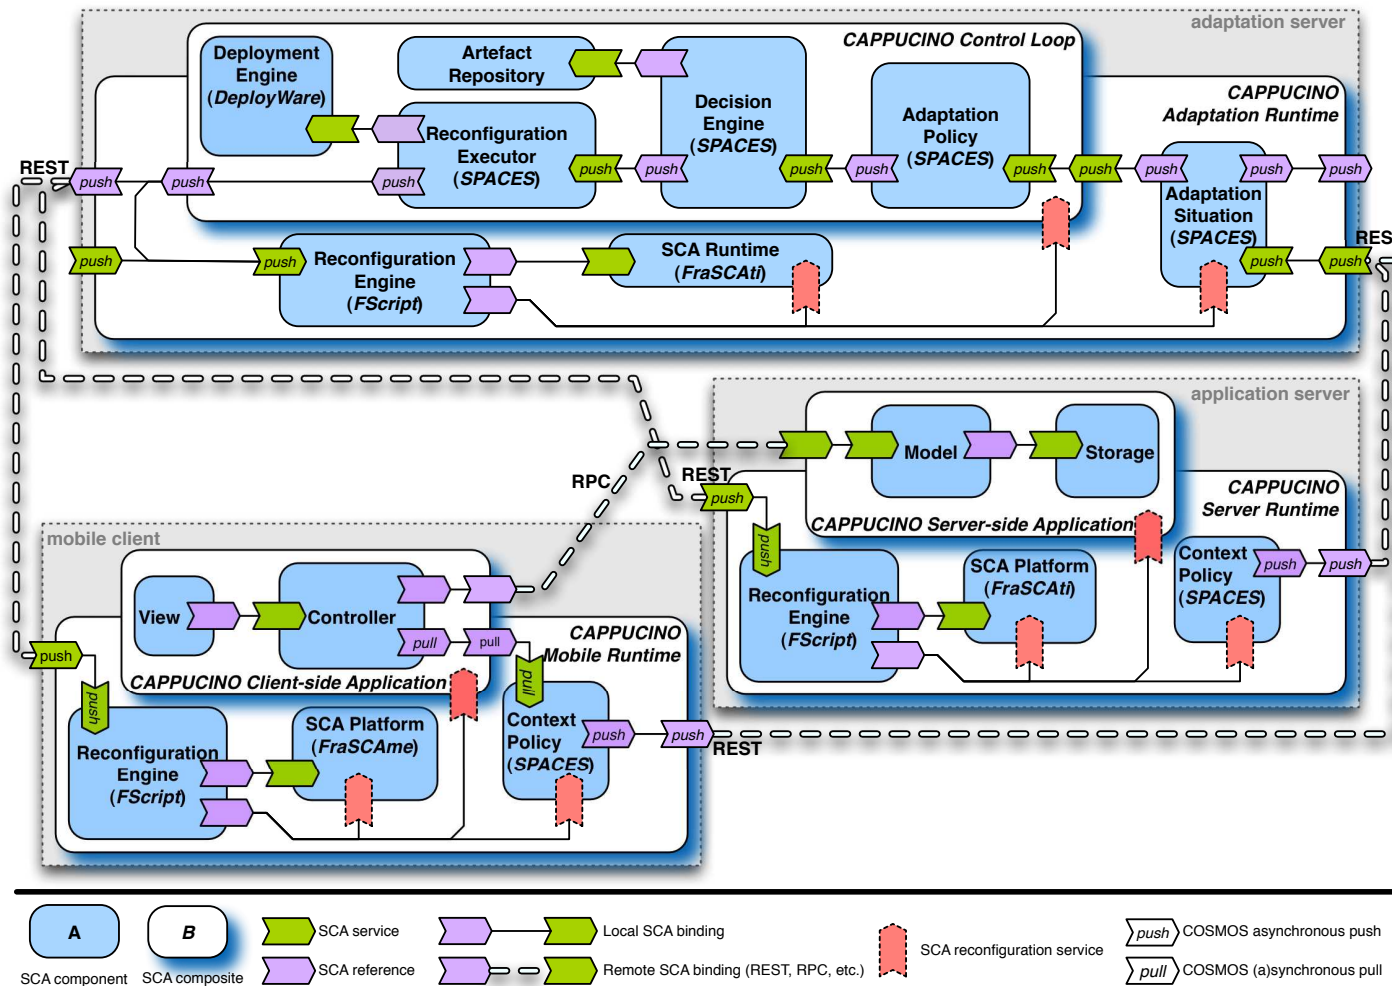 adaptation server
CAPPUCINO Control Loop
Deployment
Engine
(DeployWare)
Artefact
Repository
Decision
Engine
(SPACES)
Adaptation
Policy
(SPACES)
CAPPUCINO
Adaptation Runtime
Reconfiguration
Executor
(SPACES)
REST
push
push
push
push
push
push
push
push
push
push
push
push
Adaptation
Situation
(SPACES)
push
push
Reconfiguration
Engine
(FScript)
SCA Runtime
(FraSCAti)
push
push
RES
application server
Model
Storage
RPC
REST
push
CAPPUCINO
Server Runtime
CAPPUCINO Server-side Application
push
Reconfiguration
Engine
(FScript)
SCA Platform
(FraSCAti)
Context
Policy
(SPACES)
push
push
mobile client
View
Controller
pull
pull
CAPPUCINO
Mobile Runtime
CAPPUCINO Client-side Application
push
push
pull
Reconfiguration
Engine
(FScript)
SCA Platform
(FraSCAme)
Context
Policy
(SPACES)
push
push
REST
A
SCA component
B
SCA composite
SCA service
SCA reference
Local SCA binding
Remote SCA binding (REST, RPC, etc.)
SCA reconfiguration service
push
COSMOS asynchronous push
pull
COSMOS (a)synchronous pull